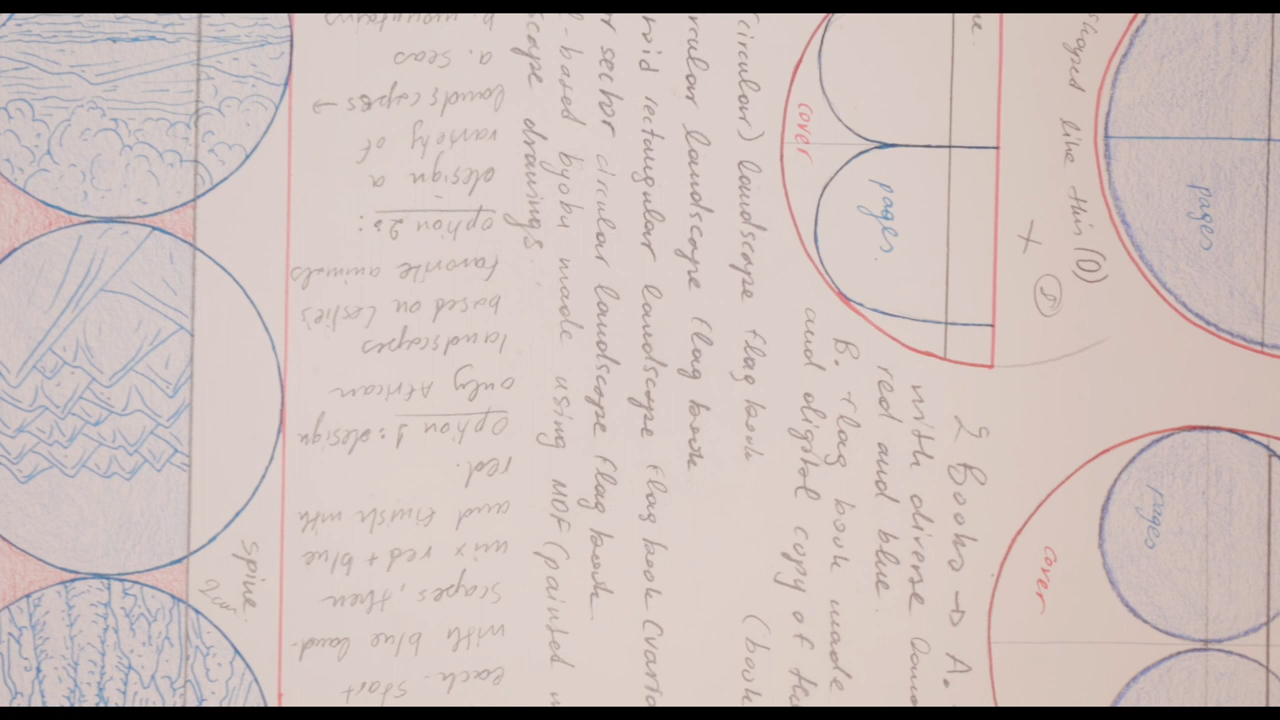 shaped like this (0)
pages
cover
pages.
2 Books → A.
with diverse
red and blue.
B. flag book made
and digital copy of the
(book
cover
pages
circular) landscape flag book
landscape flag book
rectangular landscape flag book
sector circular landscape flag book
-based byobu made using MDF (painted
drawings.
each. Start
with blue land-
scapes, then
mix red + blue
and finish with
red.
Option 1: design
only African
landscapes
based on Leslie's
favorite animals
Option 2:
design a
variety of
landscapes →
a. seas
b. mountains
spine.